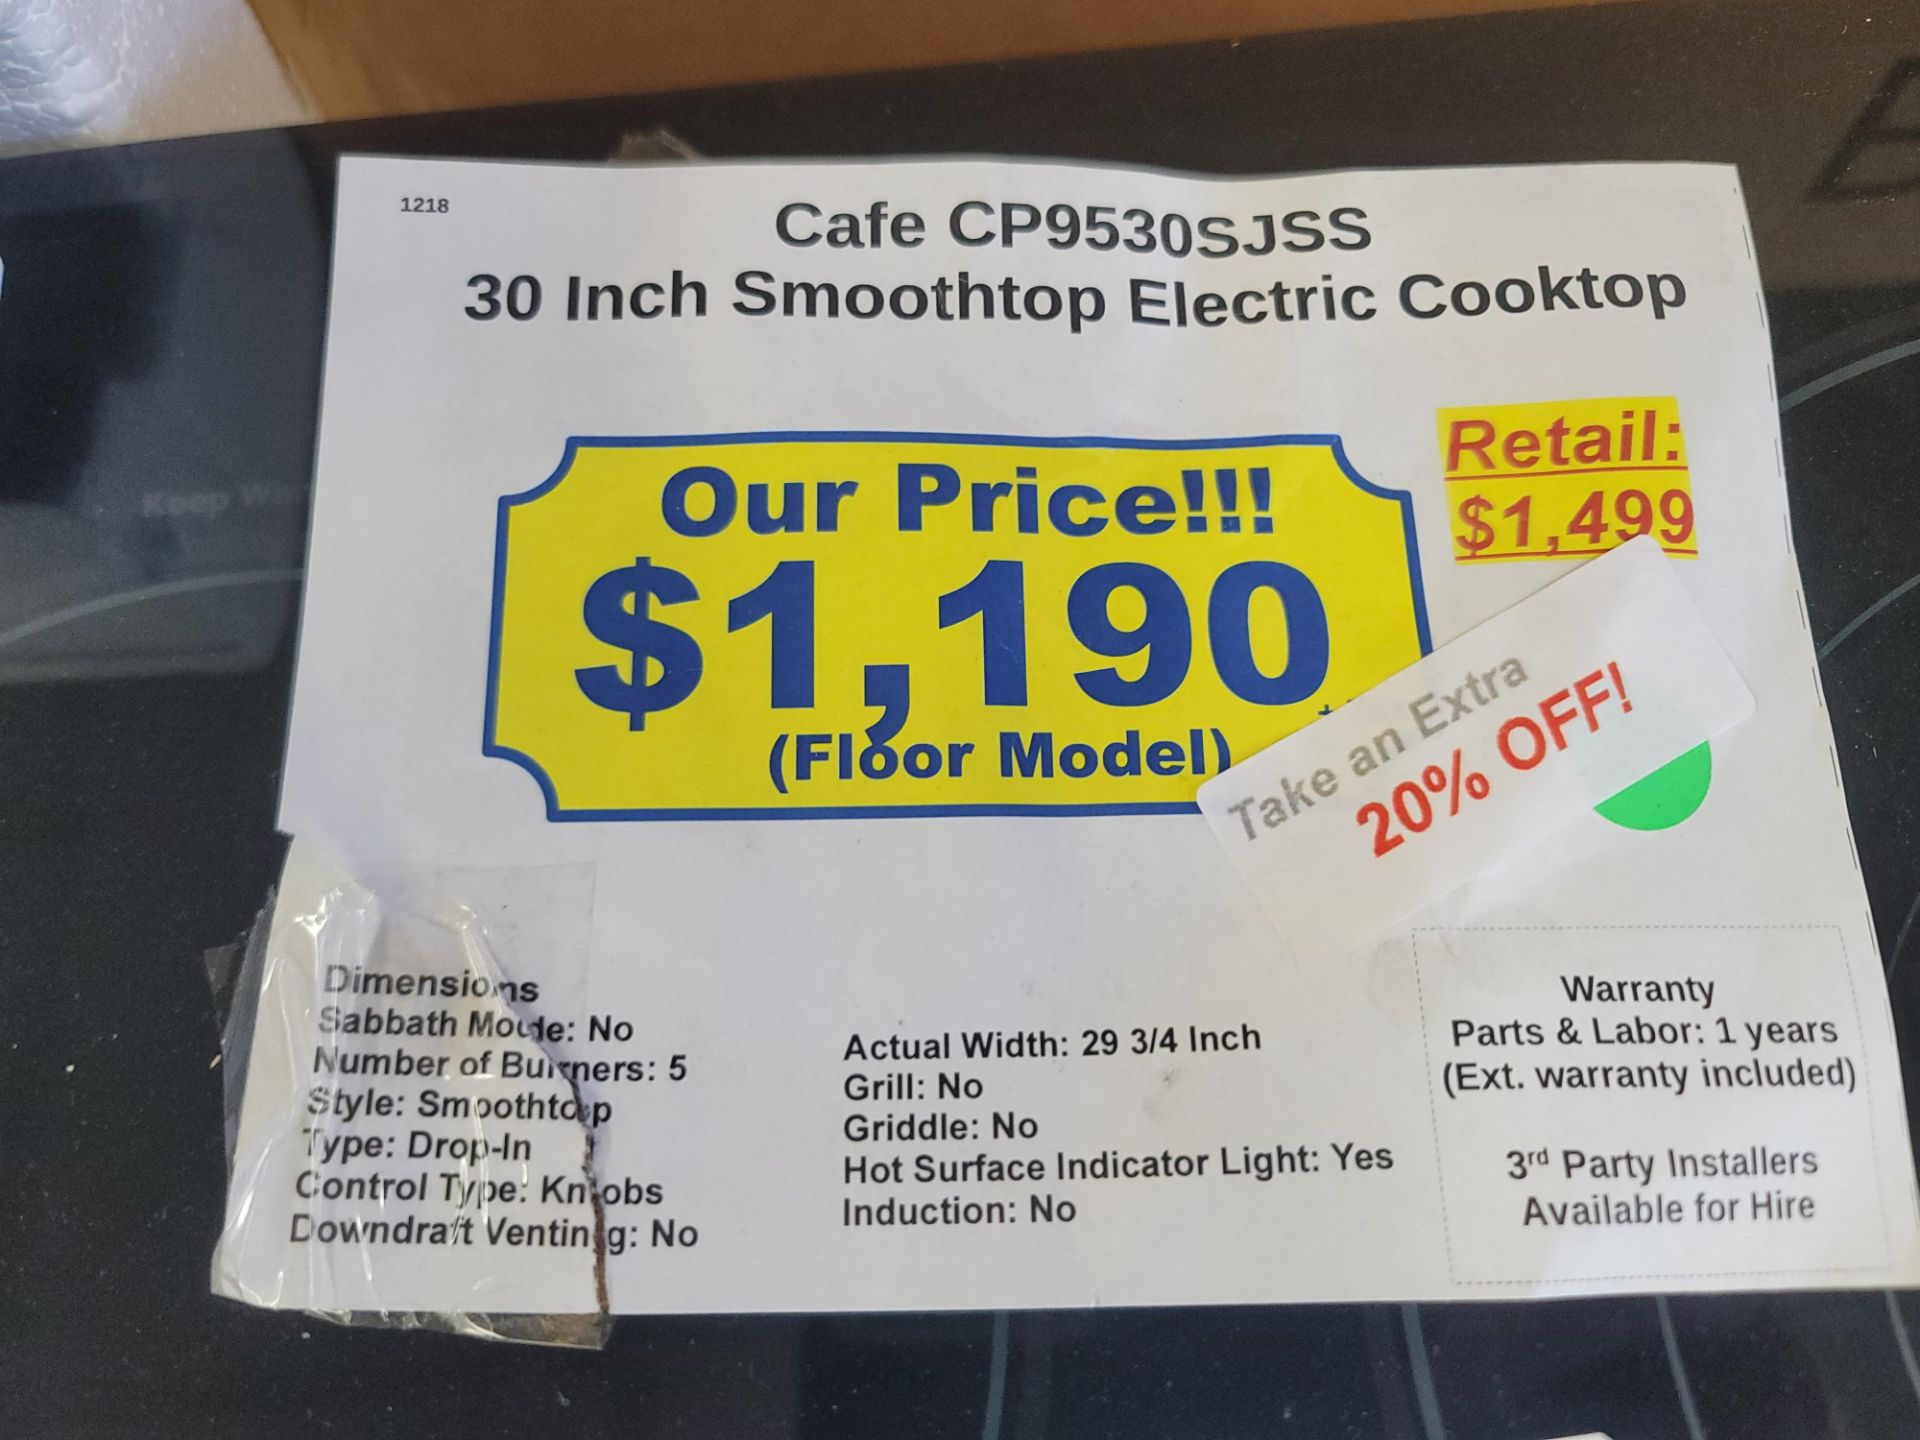 1218
Cafe CP9530SJSS
30 Inch Smoothtop Electric Cooktop
Retail:
$1,499
Our Price!!!
$1,190
(Floor Model)
Take an Extra
20% OFF!
Dimensions
Sabbath Mode: No
Number of Burners: 5
Style: Smoothtop
Type: Drop-In
Control Type: Knobs
Downdraft Venting: No
Actual Width: 29 3/4 Inch
Grill: No
Griddle: No
Hot Surface Indicator Light: Yes
Induction: No
Warranty
Parts & Labor: 1 years
(Ext. warranty included)
3rd Party Installers
Available for Hire
Keep